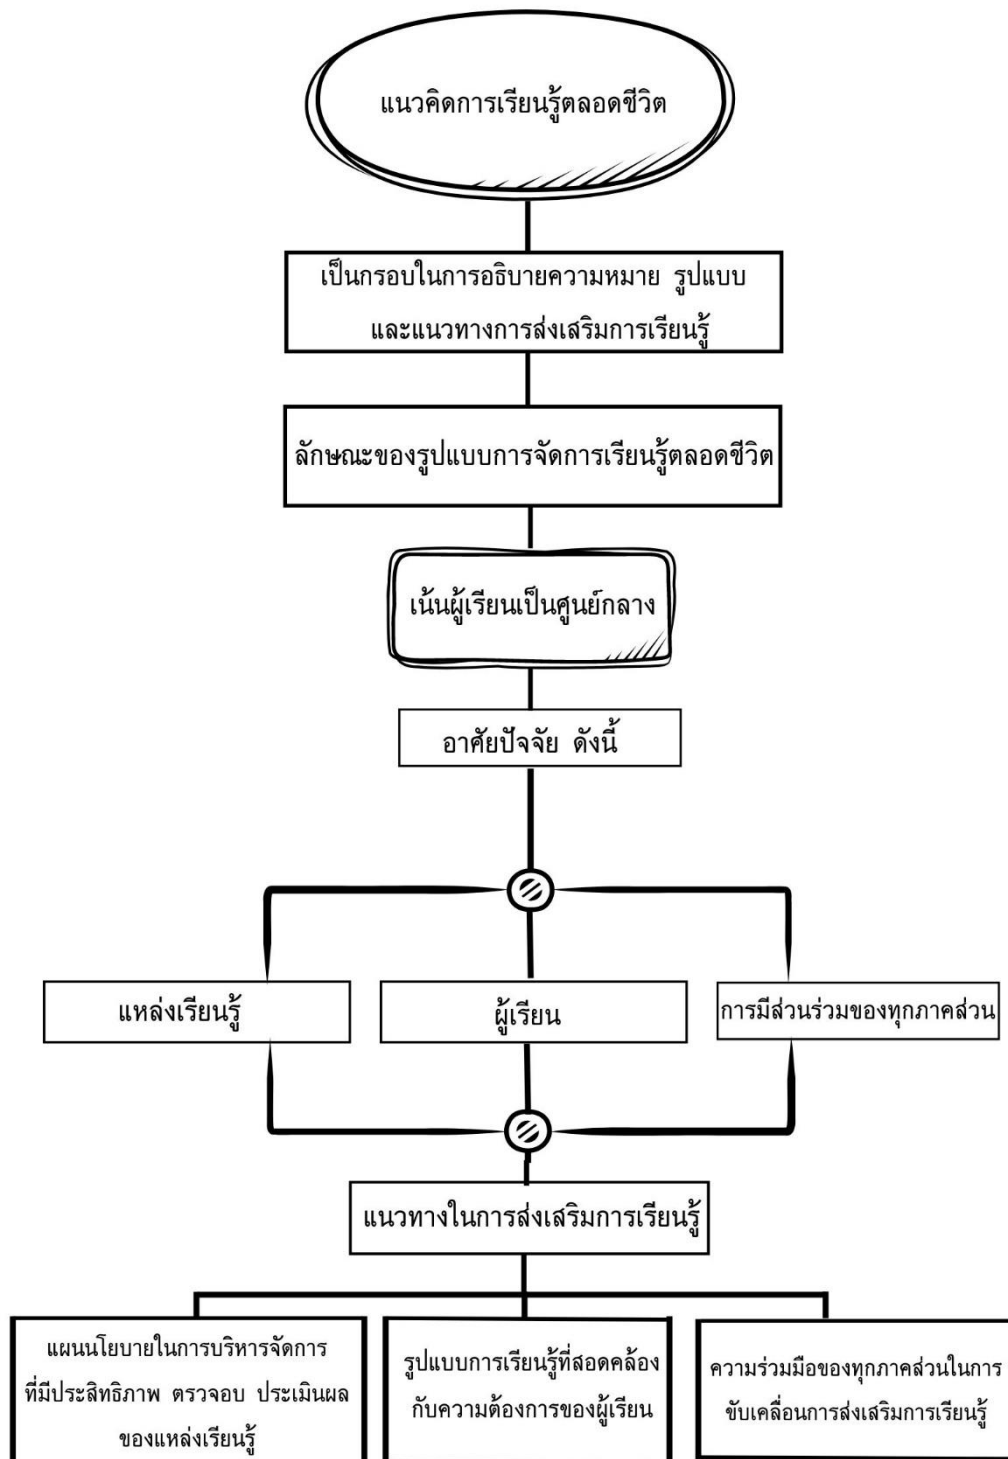 แนวคิดการเรียนรู้ตลอดชีวิต
เป็นกรอบในการอธิบายความหมาย รูปแบบ
และแนวทางการส่งเสริมการเรียนรู้
ลักษณะของรูปแบบการจัดการเรียนรู้ตลอดชีวิต
เน้นผู้เรียนเป็นศูนย์กลาง
อาศัยปัจจัย ดังนี้
แหล่งเรียนรู้
ผู้เรียน
การมีส่วนร่วมของทุกภาคส่วน
แนวทางในการส่งเสริมการเรียนรู้
แผนนโยบายในการบริหารจัดการ
ที่มีประสิทธิภาพ ตรวจอบ ประเมินผล
ของแหล่งเรียนรู้
รูปแบบการเรียนรู้ที่สอดคล้อง
กับความต้องการของผู้เรียน
ความร่วมมือของทุกภาคส่วนในการ
ขับเคลื่อนการส่งเสริมการเรียนรู้